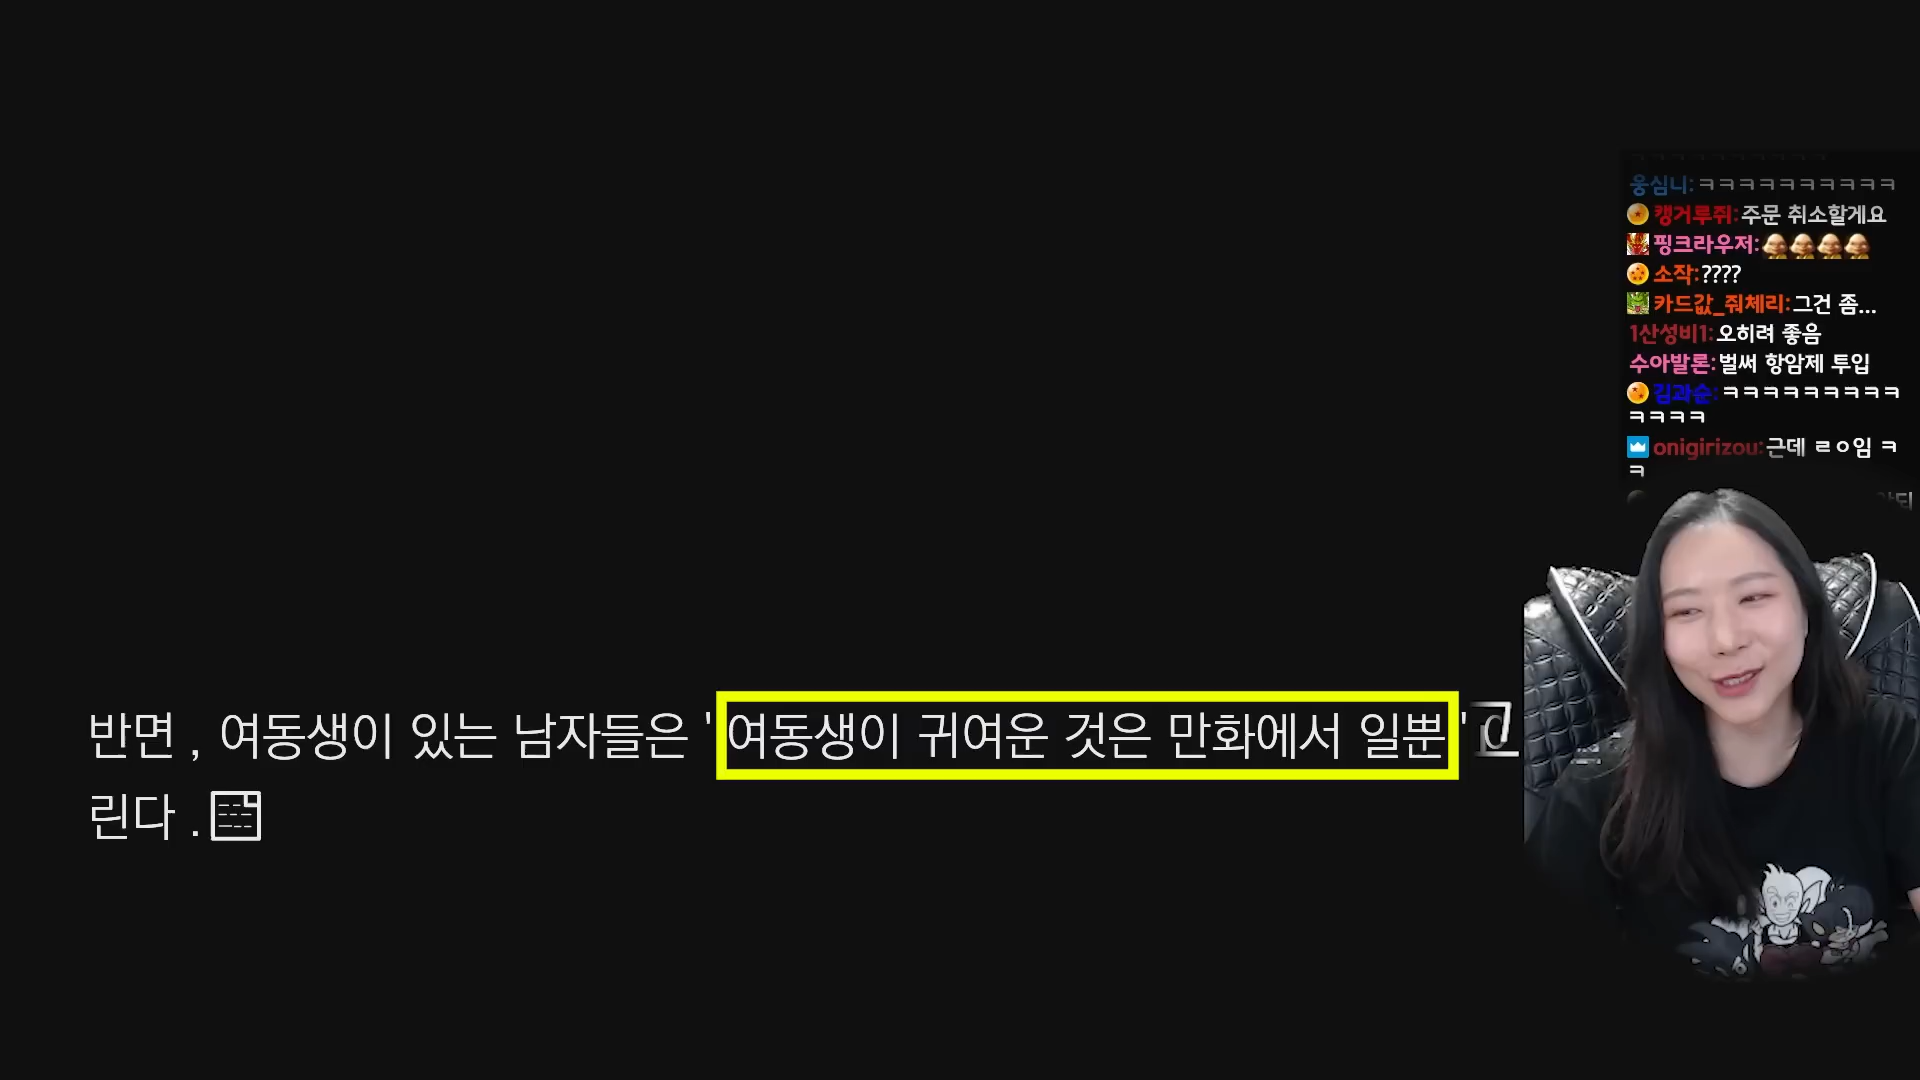 웅심니:ㅋㅋㅋㅋㅋㅋㅋㅋㅋㅋ
캥거루쥐:주문 취소할게요
핑크라우저:
소작:????
카드값_줘체리:그건 좀...
1산성비1:오히려 좋음
수아발론:벌써 항암제 투입
김과순:ㅋㅋㅋㅋㅋㅋㅋㅋㅋ
ㅋㅋㅋㅋ
onigirizou:근데 ㄹㅇ임 ㅋ
ㅋ
반면 , 여동생이 있는 남자들은 '여동생이 귀여운 것은 만화에서 일뿐'
린다 .